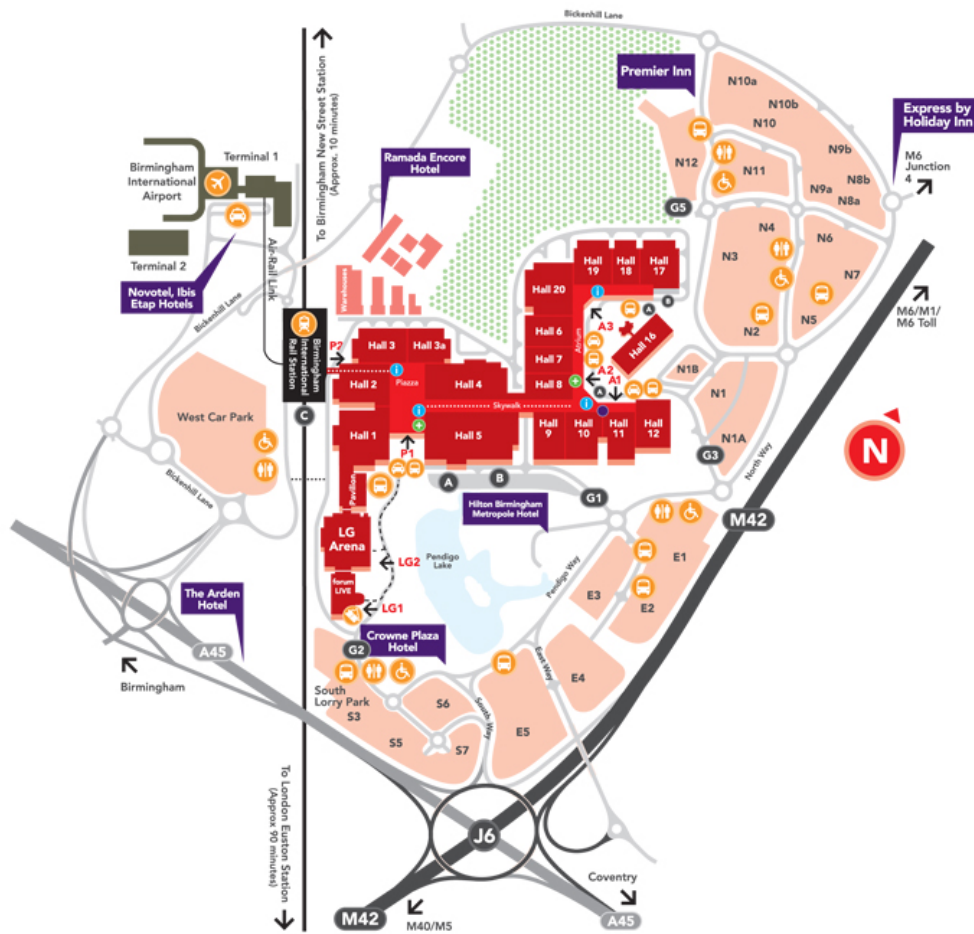 Bickenhill Lane
Premier Inn
N10a
N10b
N10
N9b
Express by
Holiday Inn
M6
Junction
4
N12
N11
N9a
N8b
N8a
G5
Terminal 1
Birmingham
International
Airport
Terminal 2
Air-Rail Link
Novotel, Ibis
Etap Hotels
To Birmingham New Street Station
(Approx. 10 minutes)
Ramada Encore
Hotel
Bickenhill Lane
Warehouses
Hall
19
Hall
18
Hall
17
Hall 20
i
A
B
N4
N3
N6
N7
N2
N5
M6/M1/
M6 Toll
Birmingham
International
Rail Station
P2
Hall 3
Hall 3a
Hall 6
Atrium
A3
Hall 16
Hall 7
A2
Hall 2
i
Piazza
Hall 4
Hall 8
A1
A
N1B
N1
C
West Car Park
Skywalk
i
i
Hall 1
Hall 5
Hall
9
Hall
10
Hall
11
Hall
12
N1A
G3
North Way
N
P1
Bickenhill Lane
Pavilion
A
B
G1
M42
Hilton Birmingham
Metropole Hotel
LG
Arena
LG2
Pendigo
Lake
Pendigo Way
E1
E3
E2
forum
LIVE
LG1
The Arden
Hotel
A45
G2
Crowne Plaza
Hotel
Birmingham
East Way
E4
South
Lorry Park
S3
S6
South Way
S5
S7
E5
To London Euston Station
(Approx 90 minutes)
J6
Coventry
M42
M40/M5
A45